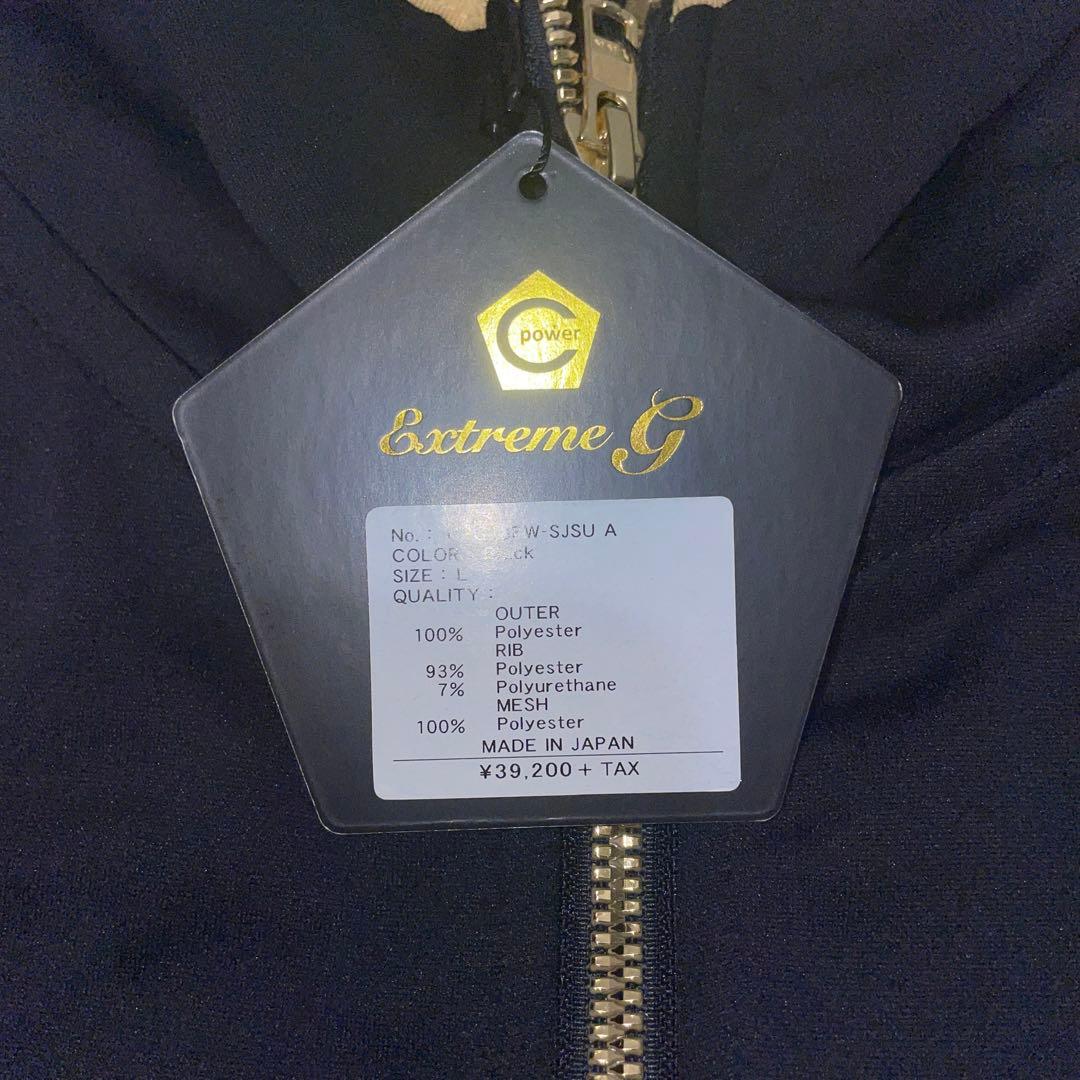 C power
Extreme G
No. : W-SJSU A
COLOR
SIZE : L
QUALITY :
OUTER
100% Polyester
RIB
93% Polyester
7% Polyurethane
MESH
100% Polyester
MADE IN JAPAN
¥39,200 + TAX